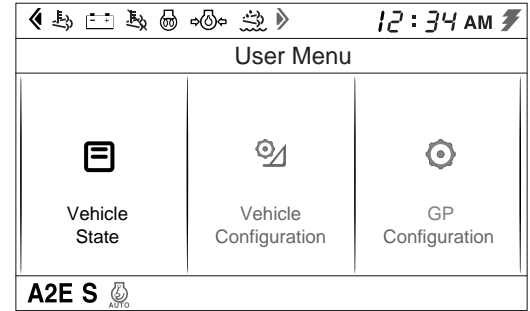 12:34 AM
User Menu
Vehicle State
Vehicle Configuration
GP Configuration
A2E S AUTO